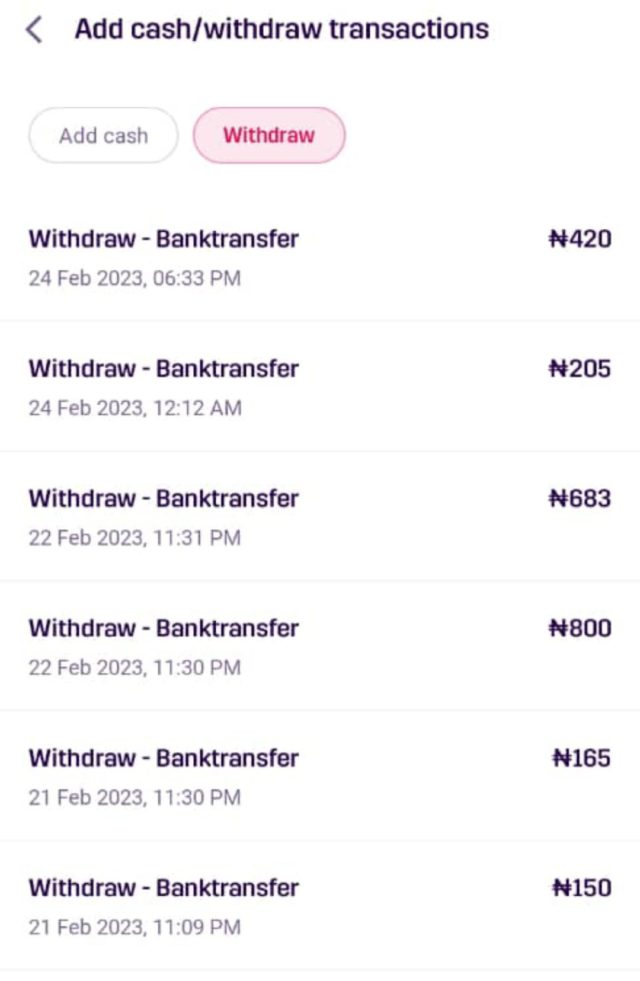 Add cash/withdraw transactions
Add cash
Withdraw
Withdraw - Banktransfer
₦420
24 Feb 2023, 06:33 PM
Withdraw - Banktransfer
₦205
24 Feb 2023, 12:12 AM
Withdraw - Banktransfer
₦683
22 Feb 2023, 11:31 PM
Withdraw - Banktransfer
₦800
22 Feb 2023, 11:30 PM
Withdraw - Banktransfer
₦165
21 Feb 2023, 11:30 PM
Withdraw - Banktransfer
₦150
21 Feb 2023, 11:09 PM